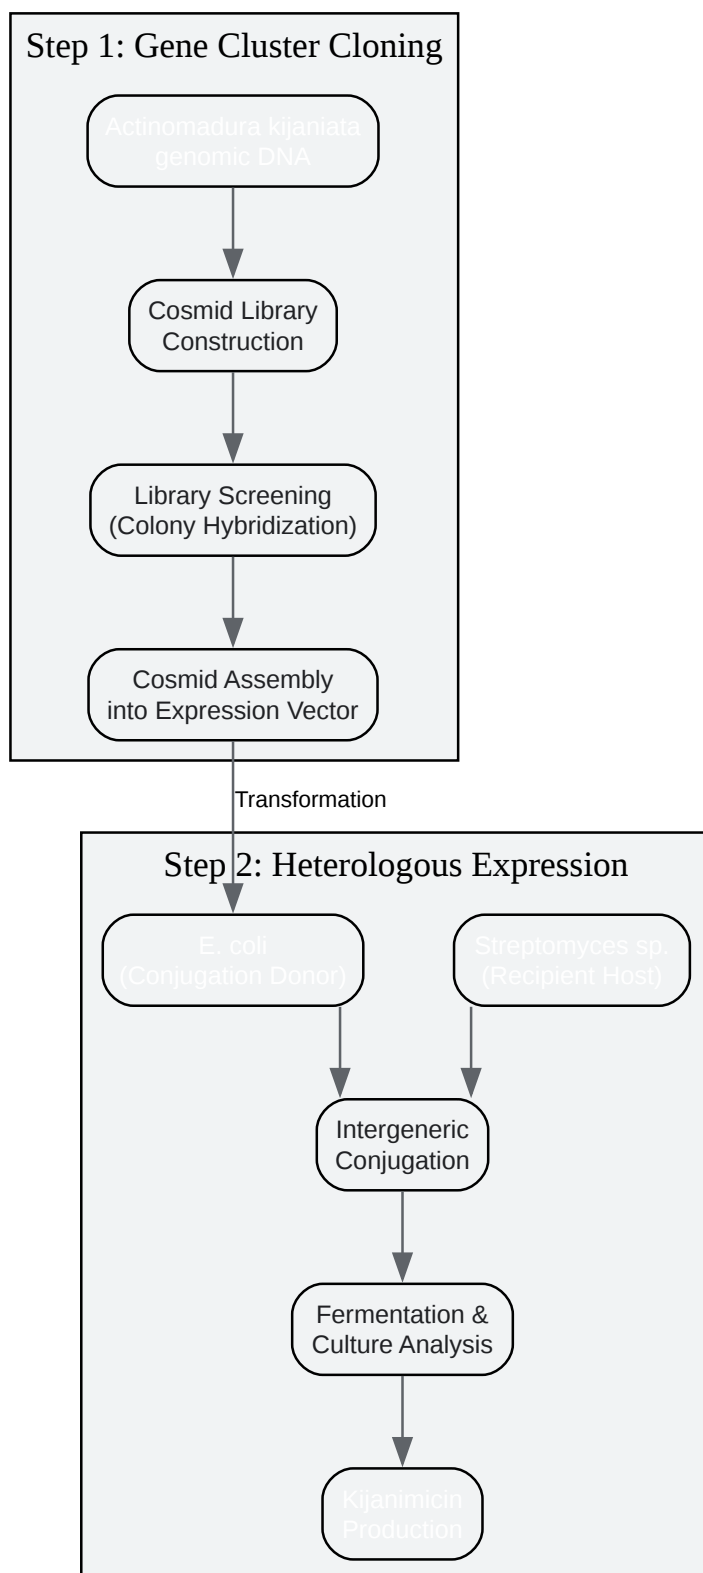 Step 1: Gene Cluster Cloning
Actinomadura kijaniata
genomic DNA
Cosmid Library
Construction
Library Screening
(Colony Hybridization)
Cosmid Assembly
into Expression Vector
Transformation
Step 2: Heterologous Expression
E. coli
(Conjugation Donor)
Streptomyces sp.
(Recipient Host)
Intergeneric
Conjugation
Fermentation &
Culture Analysis
Kijanimicin
Production